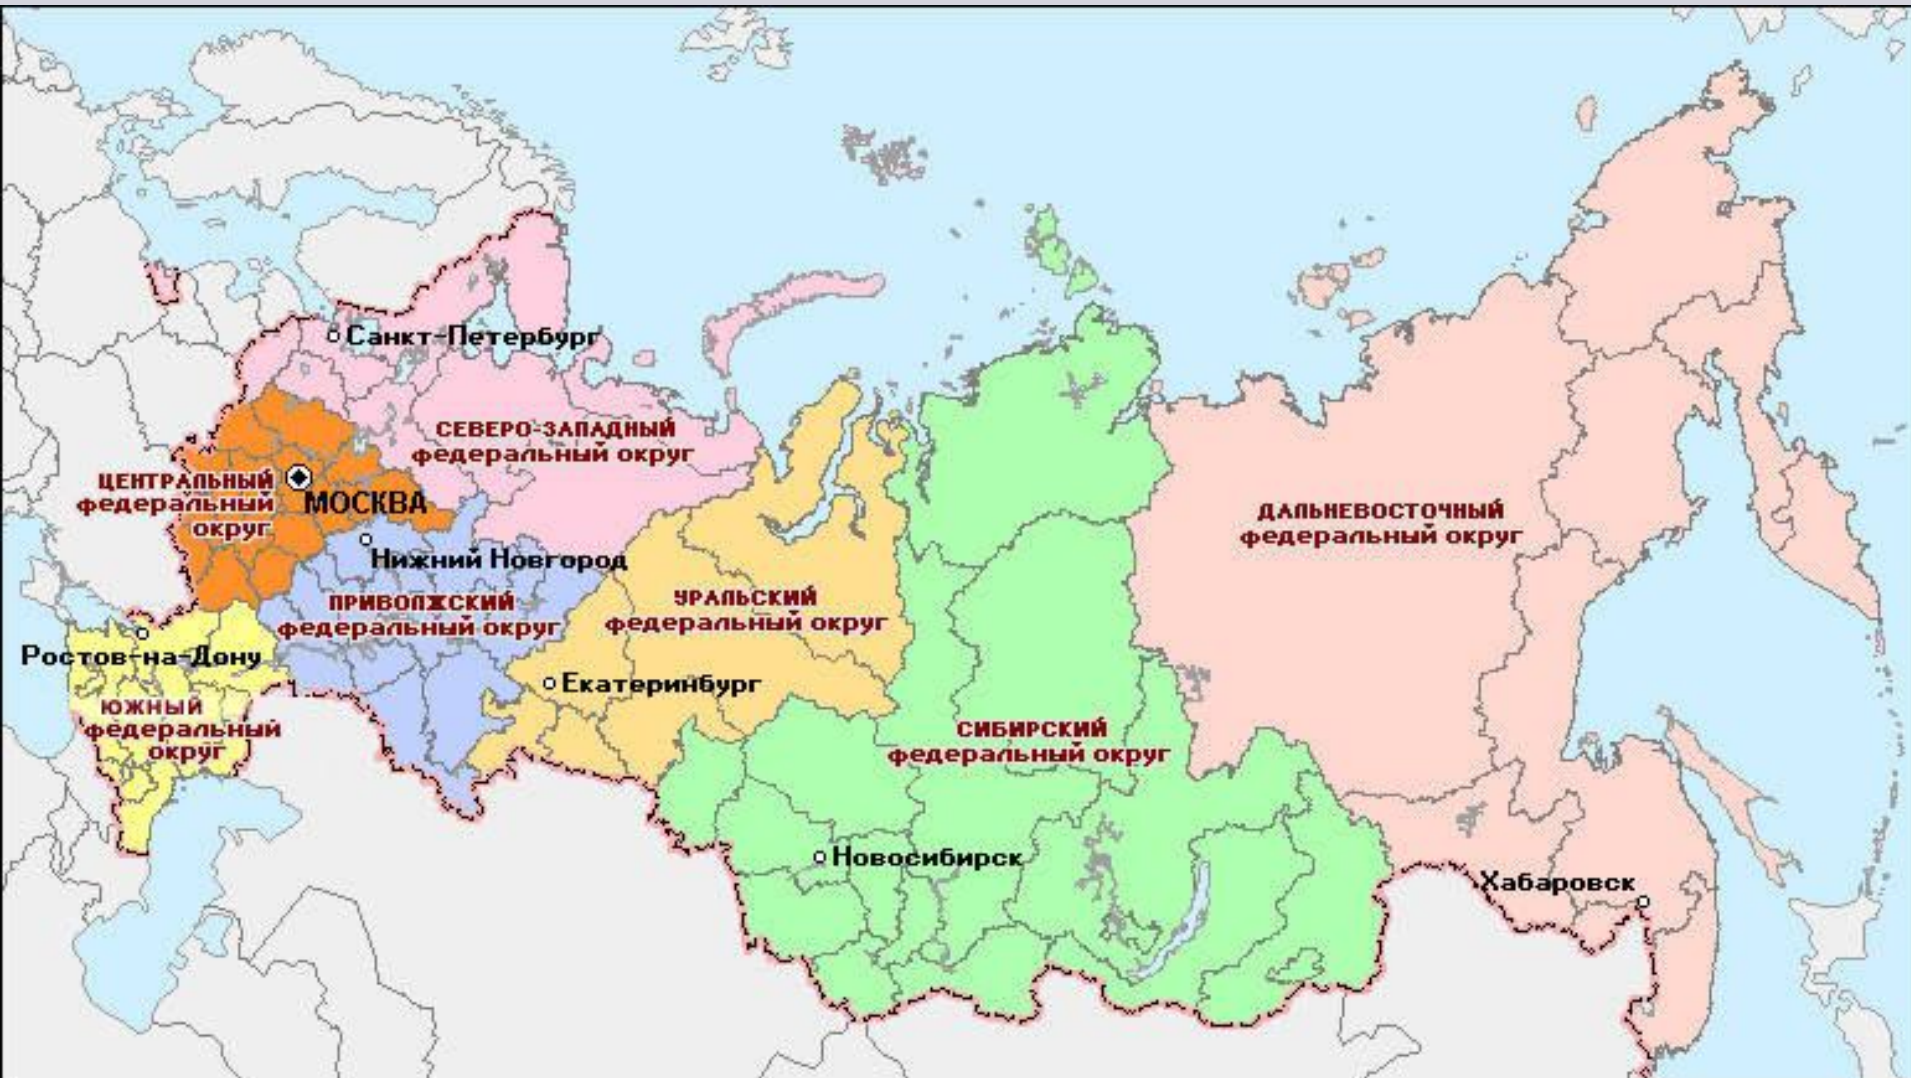 Санкт-Петербург
СЕВЕРО-ЗАПАДНЫЙ
федеральный округ
ЦЕНТРАЛЬНЫЙ
федеральный
округ
МОСКВА
Нижний Новгород
ПРИВОЛЖСКИЙ
федеральный округ
УРАЛЬСКИЙ
федеральный округ
ДАЛЬНЕВОСТОЧНЫЙ
федеральный округ
Ростов-на-Дону
Екатеринбург
ЮЖНЫЙ
федеральный
округ
СИБИРСКИЙ
федеральный округ
Новосибирск
Хабаровск